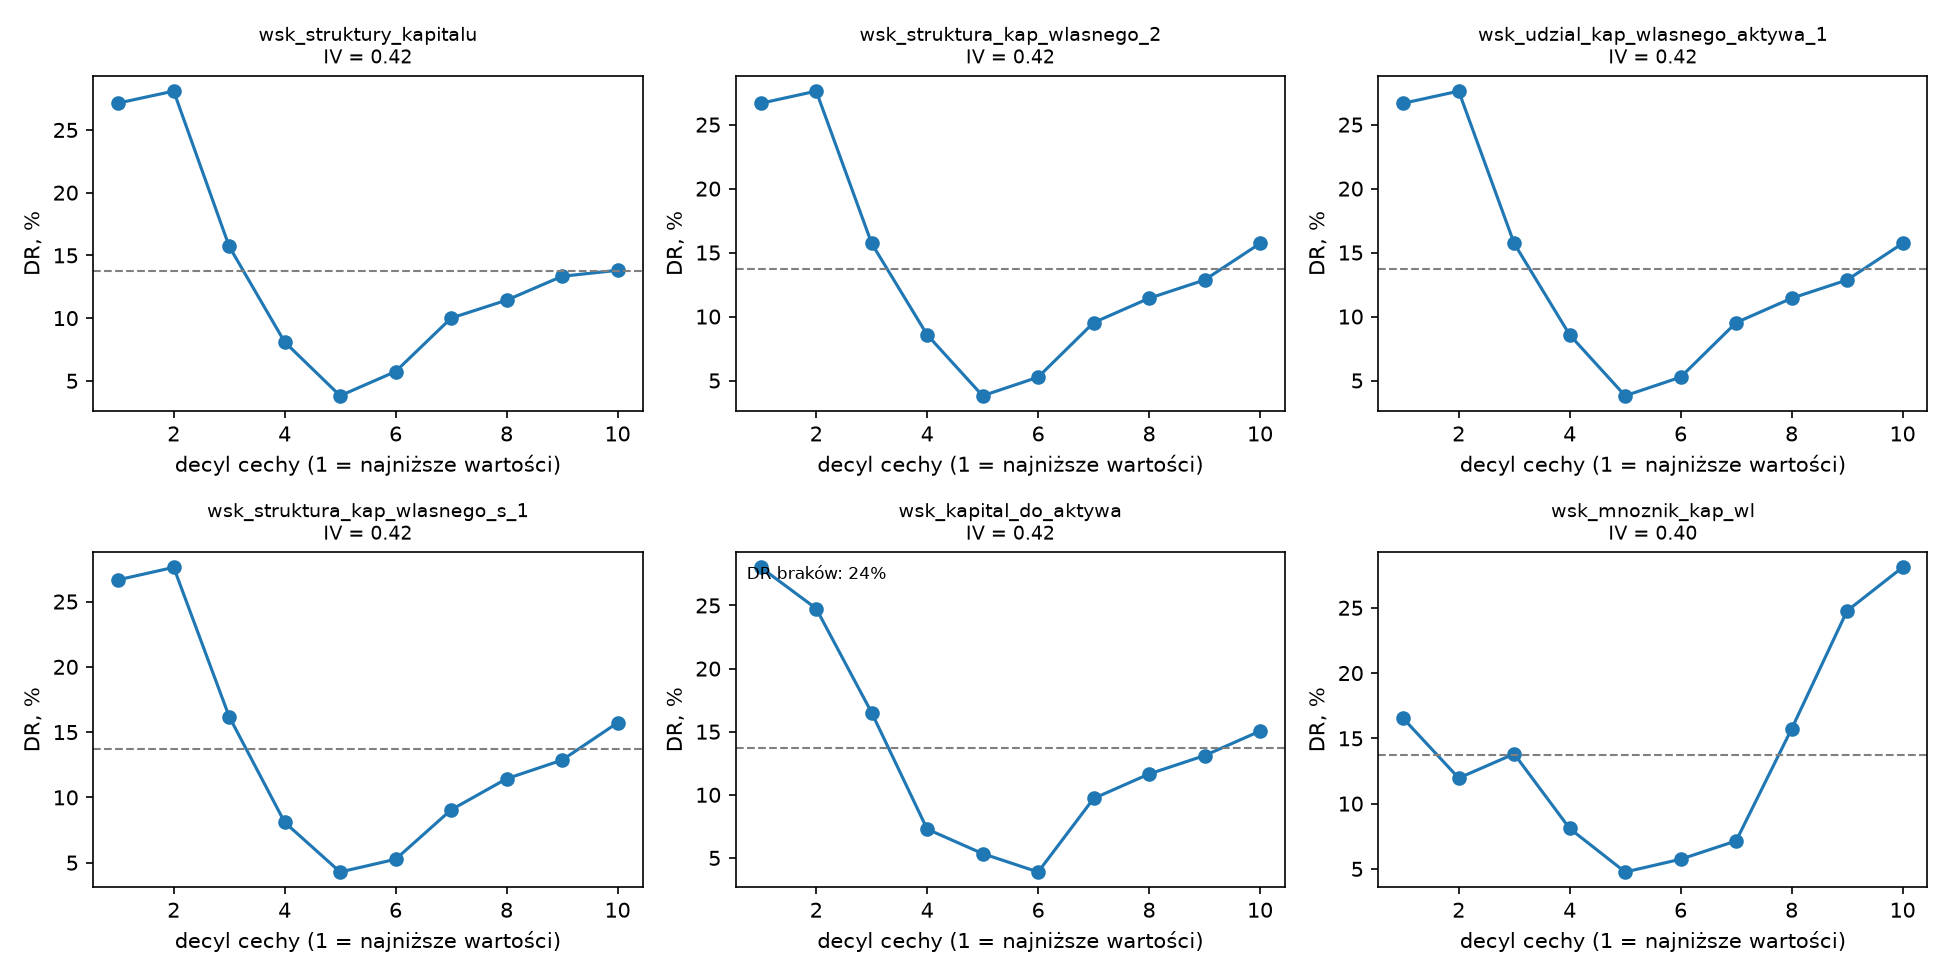 wsk_struktury_kapitalu
IV = 0.42
DR, %
25
20
15
10
5
2 4 6 8 10
decyl cechy (1 = najniższe wartości)
wsk_struktura_kap_wlasnego_2
IV = 0.42
DR, %
25
20
15
10
5
2 4 6 8 10
decyl cechy (1 = najniższe wartości)
wsk_udzial_kap_wlasnego_aktywa_1
IV = 0.42
DR, %
25
20
15
10
5
2 4 6 8 10
decyl cechy (1 = najniższe wartości)
wsk_struktura_kap_wlasnego_s_1
IV = 0.42
DR, %
25
20
15
10
5
2 4 6 8 10
decyl cechy (1 = najniższe wartości)
wsk_kapital_do_aktywa
IV = 0.42
DR braków: 24%
DR, %
25
20
15
10
5
2 4 6 8 10
decyl cechy (1 = najniższe wartości)
wsk_mnoznik_kap_wl
IV = 0.40
DR, %
25
20
15
10
5
2 4 6 8 10
decyl cechy (1 = najniższe wartości)